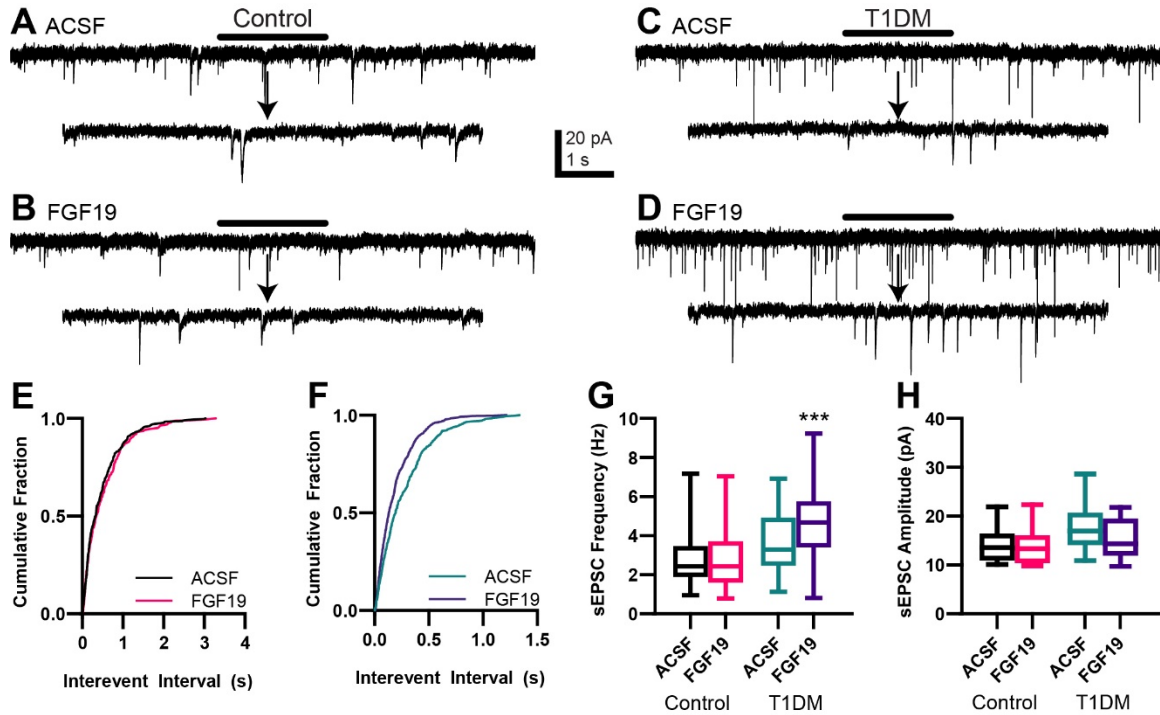 A ACSF
Control
C ACSF
T1DM
20 pA
1 s
B FGF19
D FGF19
E
Cumulative Fraction
1.0
0.5
0.0
ACSF
FGF19
0 1 2 3 4
Interevent Interval (s)
F
Cumulative Fraction
1.0
0.5
0.0
ACSF
FGF19
0.0 0.5 1.0 1.5
Interevent Interval (s)
G
sEPSC Frequency (Hz)
10
8
6
4
2
0
***
ACSF FGF19 ACSF FGF19
Control T1DM
H
sEPSC Amplitude (pA)
40
30
20
10
0
ACSF FGF19 ACSF FGF19
Control T1DM